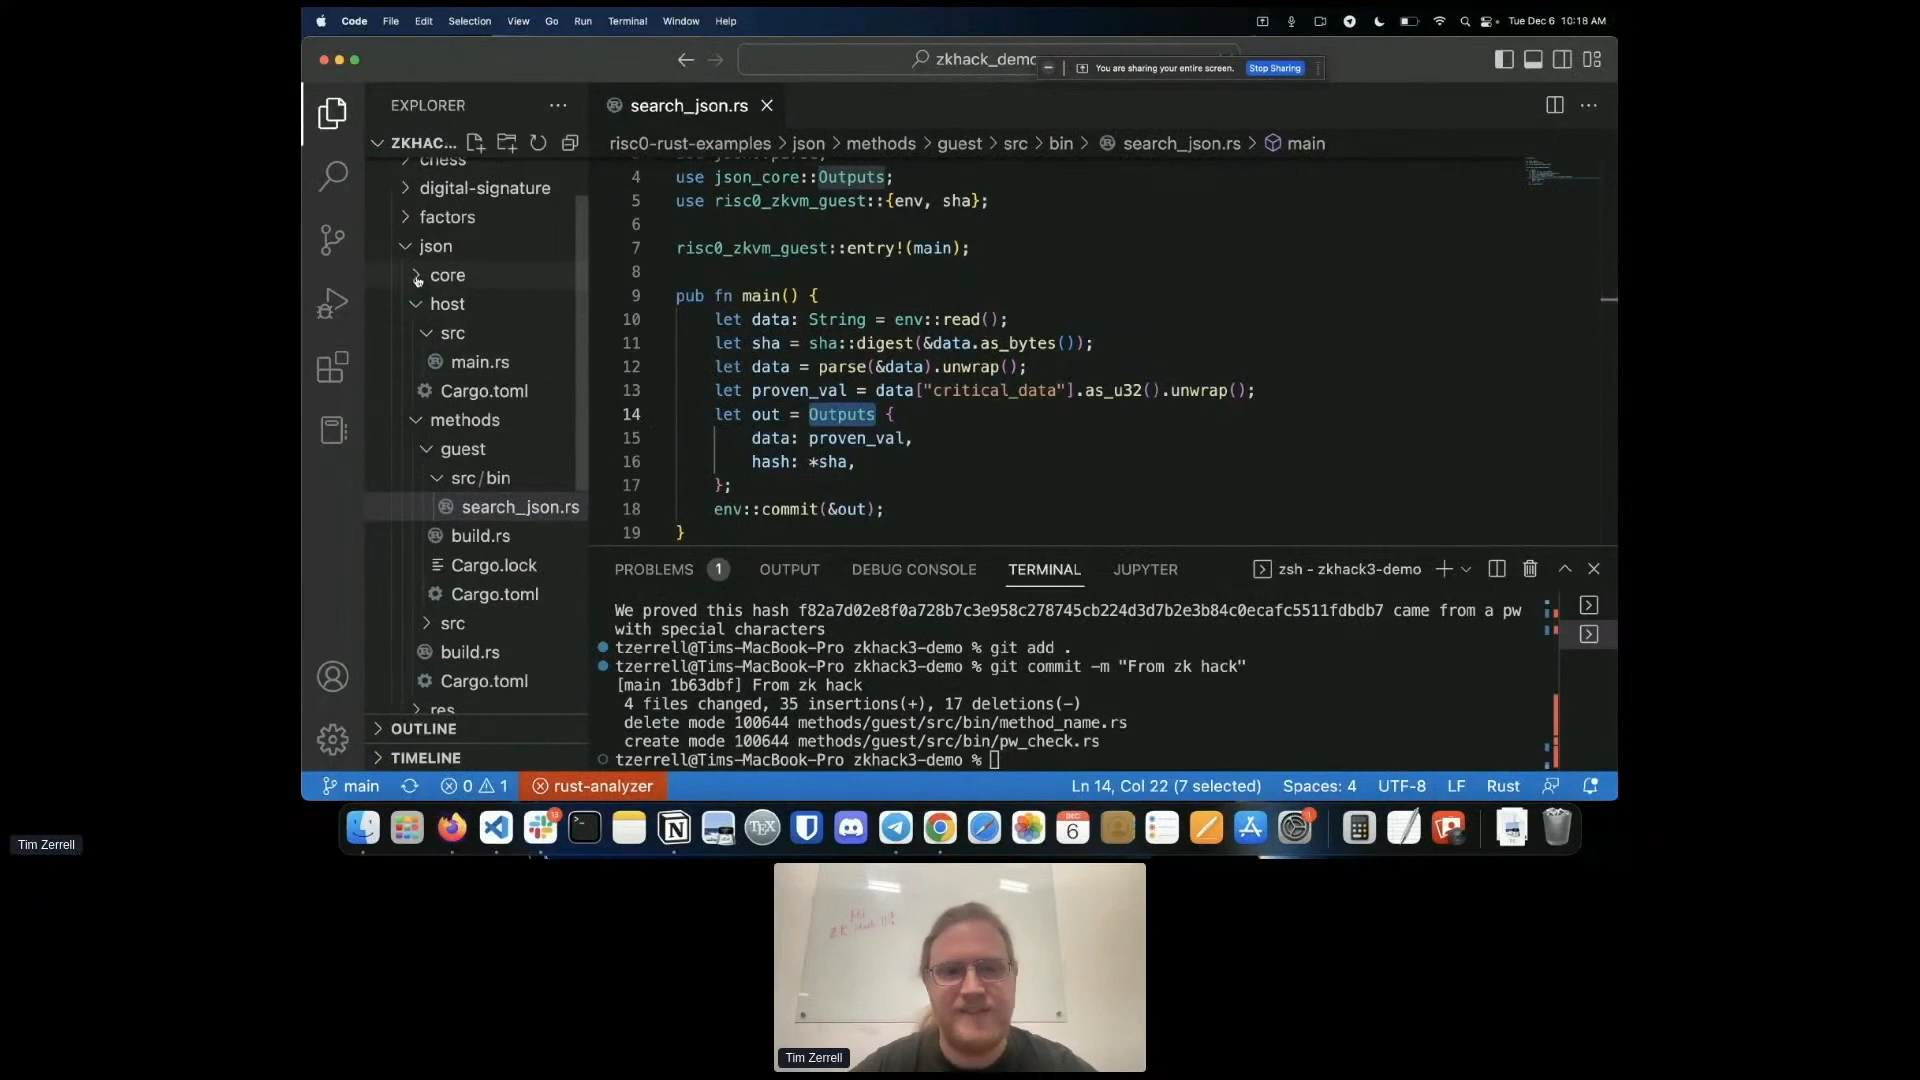 Code File Edit Selection View Go Run Terminal Window Help
Tue Dec 6 10:18 AM
zkhack_demo
You are sharing your entire screen. Stop Sharing
EXPLORER
ZKHAC...
chess
digital-signature
factors
json
core
host
src
main.rs
Cargo.toml
methods
guest
src/bin
search_json.rs
build.rs
Cargo.lock
Cargo.toml
src
build.rs
Cargo.toml
res
OUTLINE
TIMELINE
search_json.rs
risc0-rust-examples > json > methods > guest > src > bin > search_json.rs > main
4 use json_core::Outputs;
5 use risc0_zkvm_guest::{env, sha};
6
7 risc0_zkvm_guest::entry!(main);
8
9 pub fn main() {
10 let data: String = env::read();
11 let sha = sha::digest(&data.as_bytes());
12 let data = parse(&data).unwrap();
13 let proven_val = data["critical_data"].as_u32().unwrap();
14 let out = Outputs {
15 data: proven_val,
16 hash: *sha,
17 };
18 env::commit(&out);
19 }
PROBLEMS 1 OUTPUT DEBUG CONSOLE TERMINAL JUPYTER zsh - zkhack3-demo
We proved this hash f82a7d02e8f0a728b7c3e958c278745cb224d3d7b2e3b84c0ecafc5511fdbdb7 came from a pw
with special characters
tzerrell@Tims-MacBook-Pro zkhack3-demo % git add .
tzerrell@Tims-MacBook-Pro zkhack3-demo % git commit -m "From zk hack"
[main 1b63dbf] From zk hack
4 files changed, 35 insertions(+), 17 deletions(-)
delete mode 100644 methods/guest/src/bin/method_name.rs
create mode 100644 methods/guest/src/bin/pw_check.rs
tzerrell@Tims-MacBook-Pro zkhack3-demo %
main 0 1 rust-analyzer Ln 14, Col 22 (7 selected) Spaces: 4 UTF-8 LF Rust
13
TEX
DEC
6
1
Tim Zerrell
ZK
Tim Zerrell